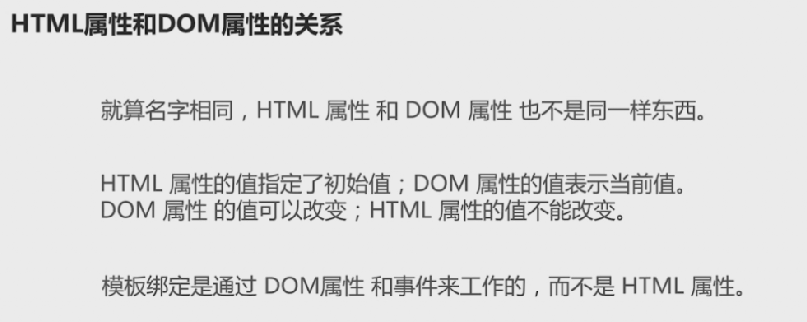 HTML属性和DOM属性的关系
就算名字相同，HTML 属性 和 DOM 属性 也不是同一样东西。
HTML 属性的值指定了初始值；DOM 属性的值表示当前值。
DOM 属性 的值可以改变；HTML 属性的值不能改变。
模板绑定是通过 DOM属性 和事件来工作的，而不是 HTML 属性。